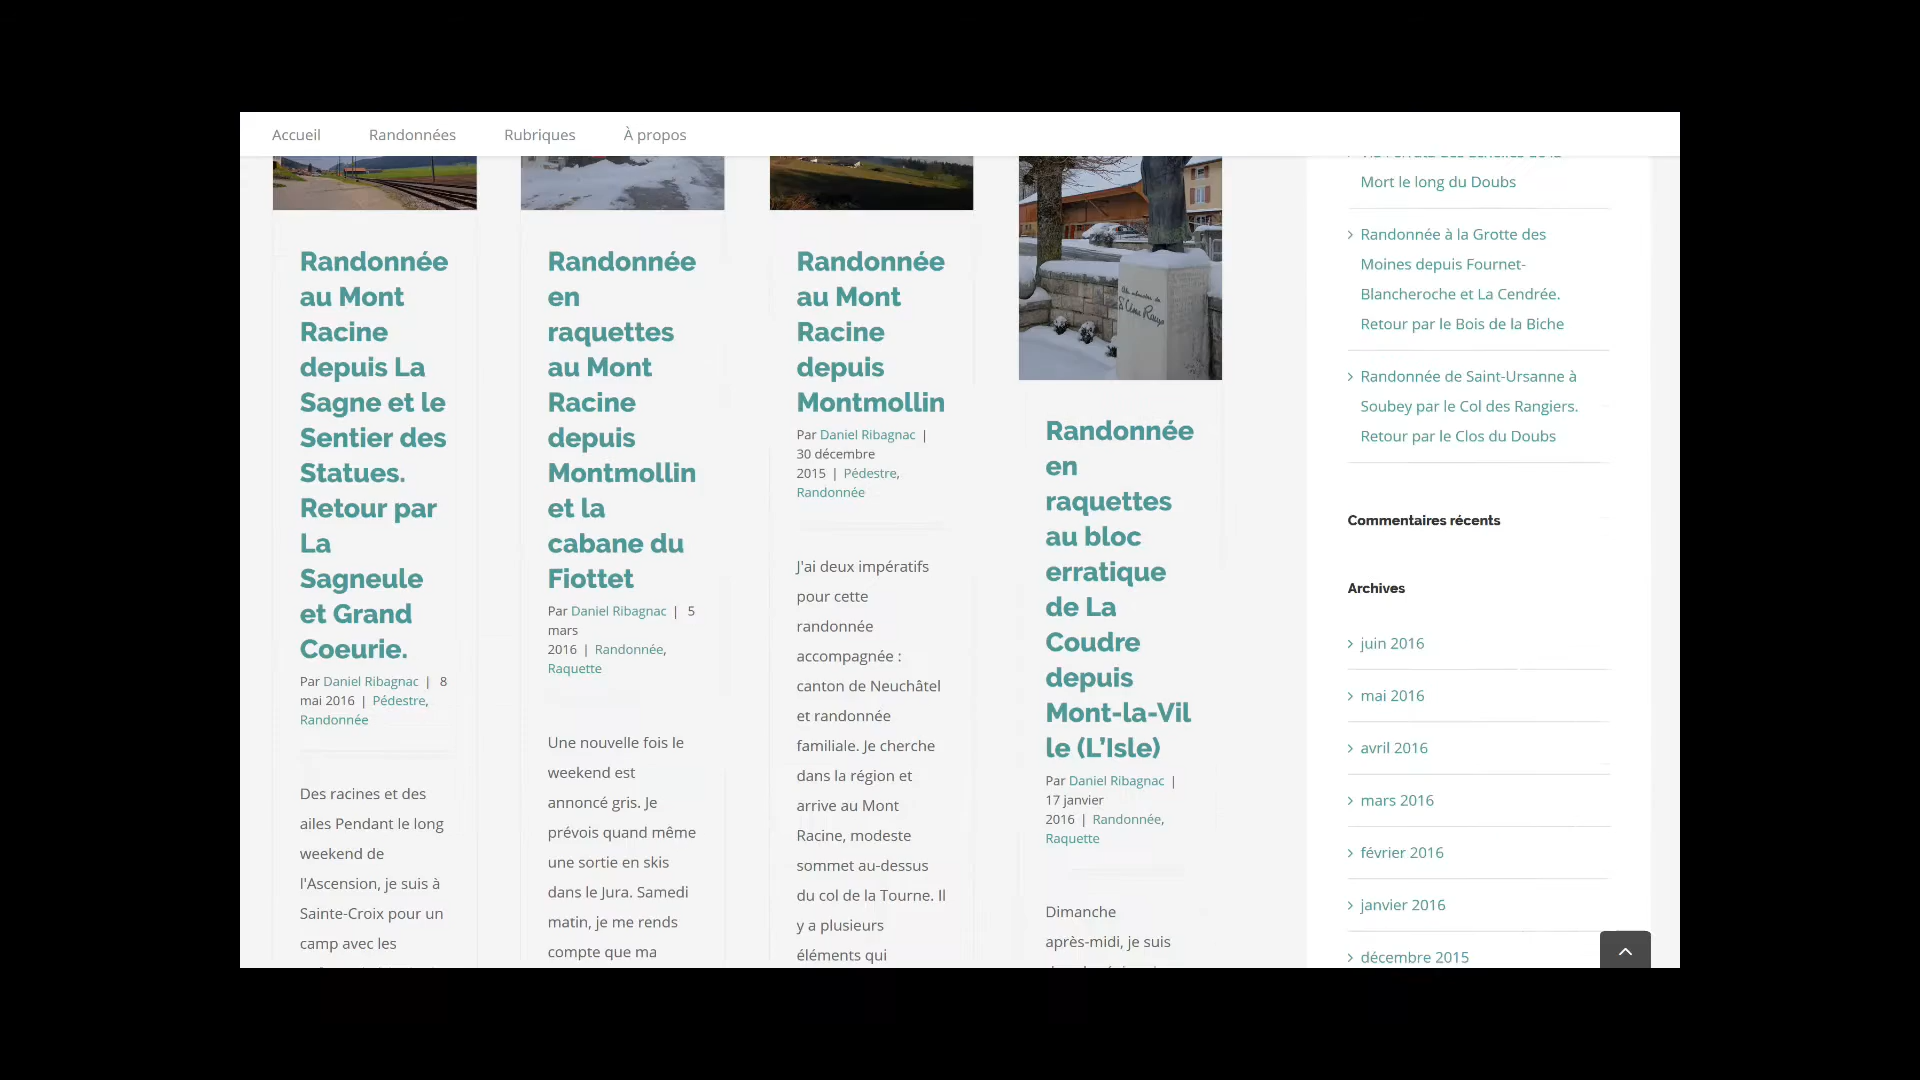 Accueil Randonnées Rubriques À propos
Randonnée
au Mont
Racine
depuis La
Sagne et le
Sentier des
Statues.
Retour par
La
Sagneule
et Grand
Coeurie.
Par Daniel Ribagnac | 8
mai 2016 | Pédestre,
Randonnée
Des racines et des
ailes Pendant le long
weekend de
l'Ascension, je suis à
Sainte-Croix pour un
camp avec les
Randonnée
en
raquettes
au Mont
Racine
depuis
Montmollin
et la
cabane du
Fiottet
Par Daniel Ribagnac | 5
mars
2016 | Randonnée,
Raquette
Une nouvelle fois le
weekend est
annoncé gris. Je
prévois quand même
une sortie en skis
dans le Jura. Samedi
matin, je me rends
compte que ma
Randonnée
au Mont
Racine
depuis
Montmollin
Par Daniel Ribagnac |
30 décembre
2015 | Pédestre,
Randonnée
J'ai deux impératifs
pour cette
randonnée
accompagnée :
canton de Neuchâtel
et randonnée
familiale. Je cherche
dans la région et
arrive au Mont
Racine, modeste
sommet au-dessus
du col de la Tourne. Il
y a plusieurs
éléments qui
Randonnée
en
raquettes
au bloc
erratique
de La
Coudre
depuis
Mont-la-Vil
le (L'Isle)
Par Daniel Ribagnac |
17 janvier
2016 | Randonnée,
Raquette
Dimanche
après-midi, je suis
Mort le long du Doubs
Randonnée à la Grotte des
Moines depuis Fournet-
Blancheroche et La Cendrée.
Retour par le Bois de la Biche
Randonnée de Saint-Ursanne à
Soubey par le Col des Rangiers.
Retour par le Clos du Doubs
Commentaires récents
Archives
juin 2016
mai 2016
avril 2016
mars 2016
février 2016
janvier 2016
décembre 2015